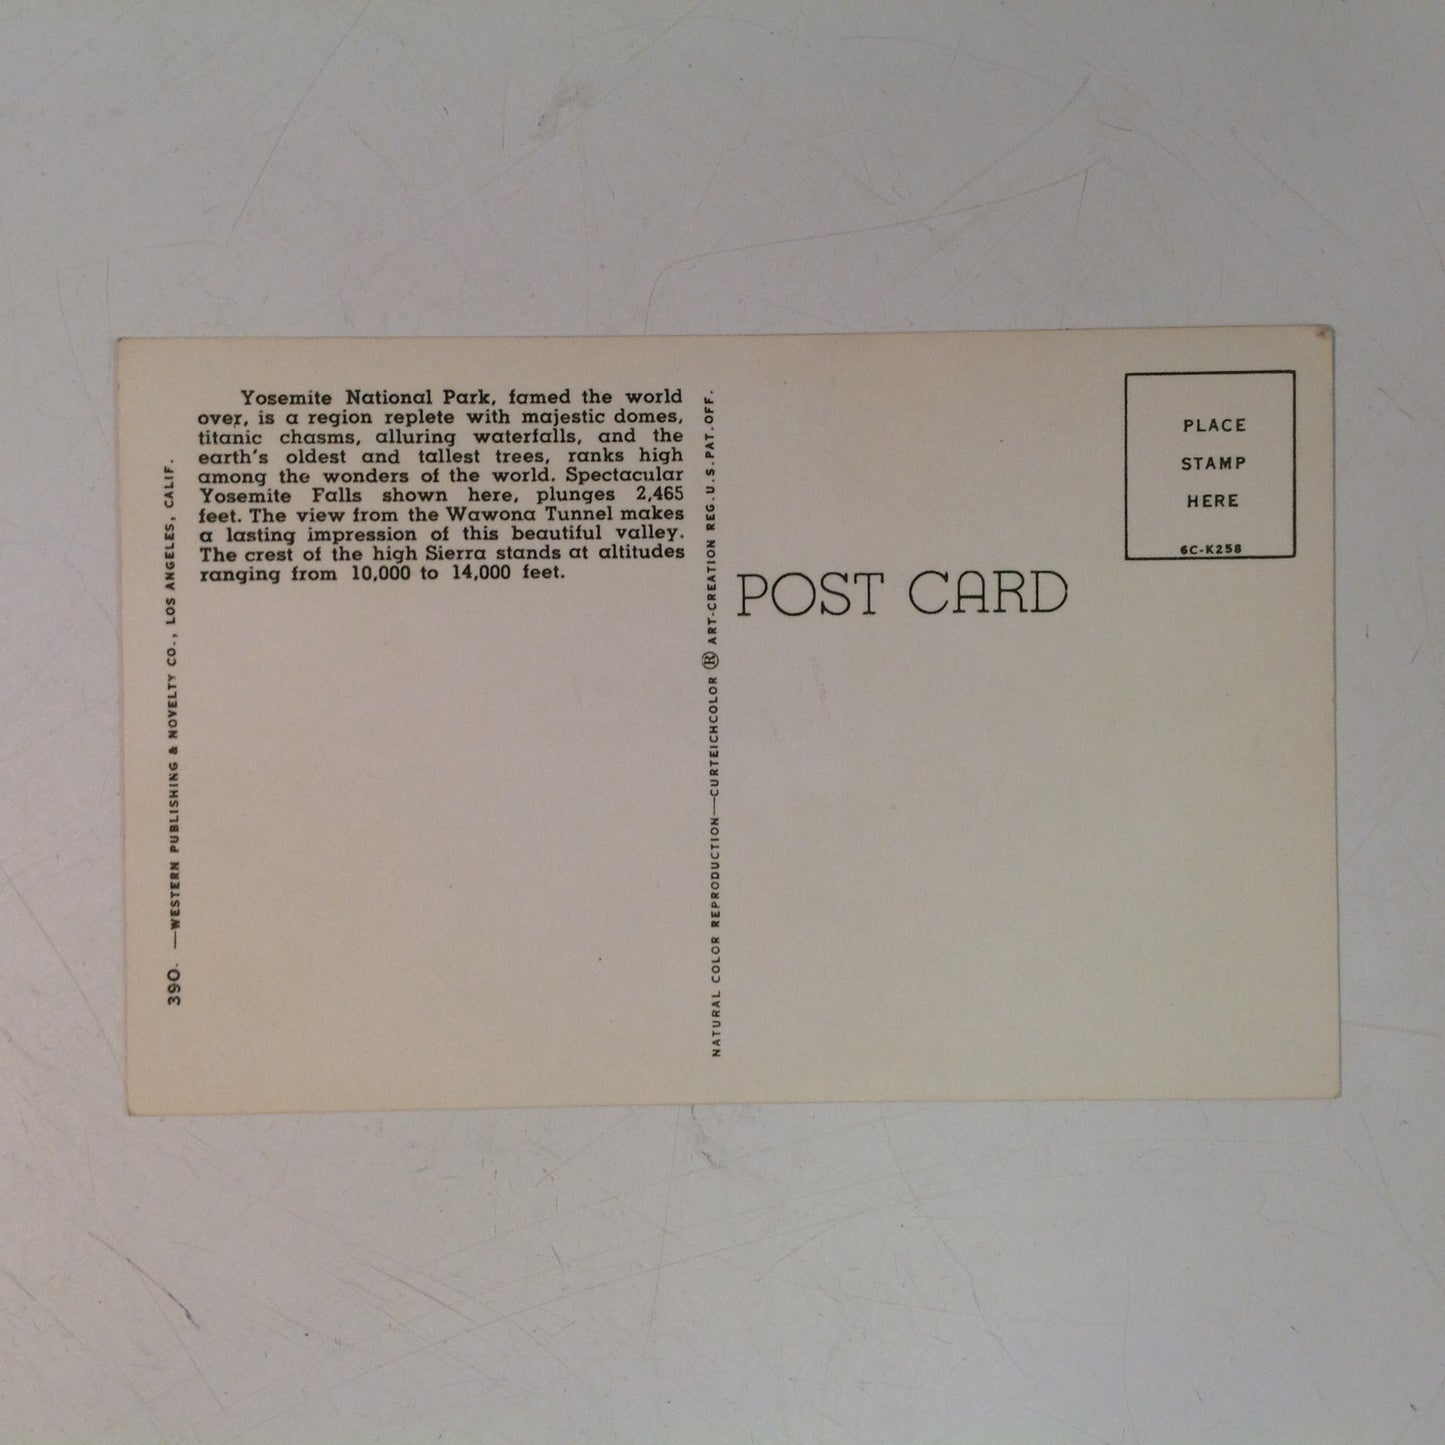 Yosemite National Park, famed the world
over, is a region replete with majestic domes,
titanic chasms, alluring waterfalls, and the
earth's oldest and tallest trees, ranks high
among the wonders of the world. Spectacular
Yosemite Falls shown here, plunges 2,465
feet. The view from the Wawona Tunnel makes
a lasting impression of this beautiful valley.
The crest of the high Sierra stands at altitudes
ranging from 10,000 to 14,000 feet.
390. —WESTERN PUBLISHING & NOVELTY CO., LOS ANGELES, CALIF.
NATURAL COLOR REPRODUCTION—CURTEICHCOLOR ® ART-CREATION REG. U.S. PAT. OFF.
POST CARD
PLACE
STAMP
HERE
6C-K258